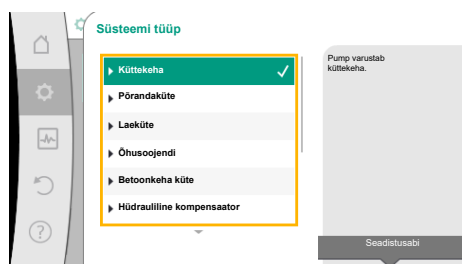 Süsteemi tüüp
Küttekeha
Põrandaküte
Laeküte
Õhusoojendi
Betoonkeha küte
Hüdrauliline kompensaator
Pump varustab
küttekeha.
Seadistusabi